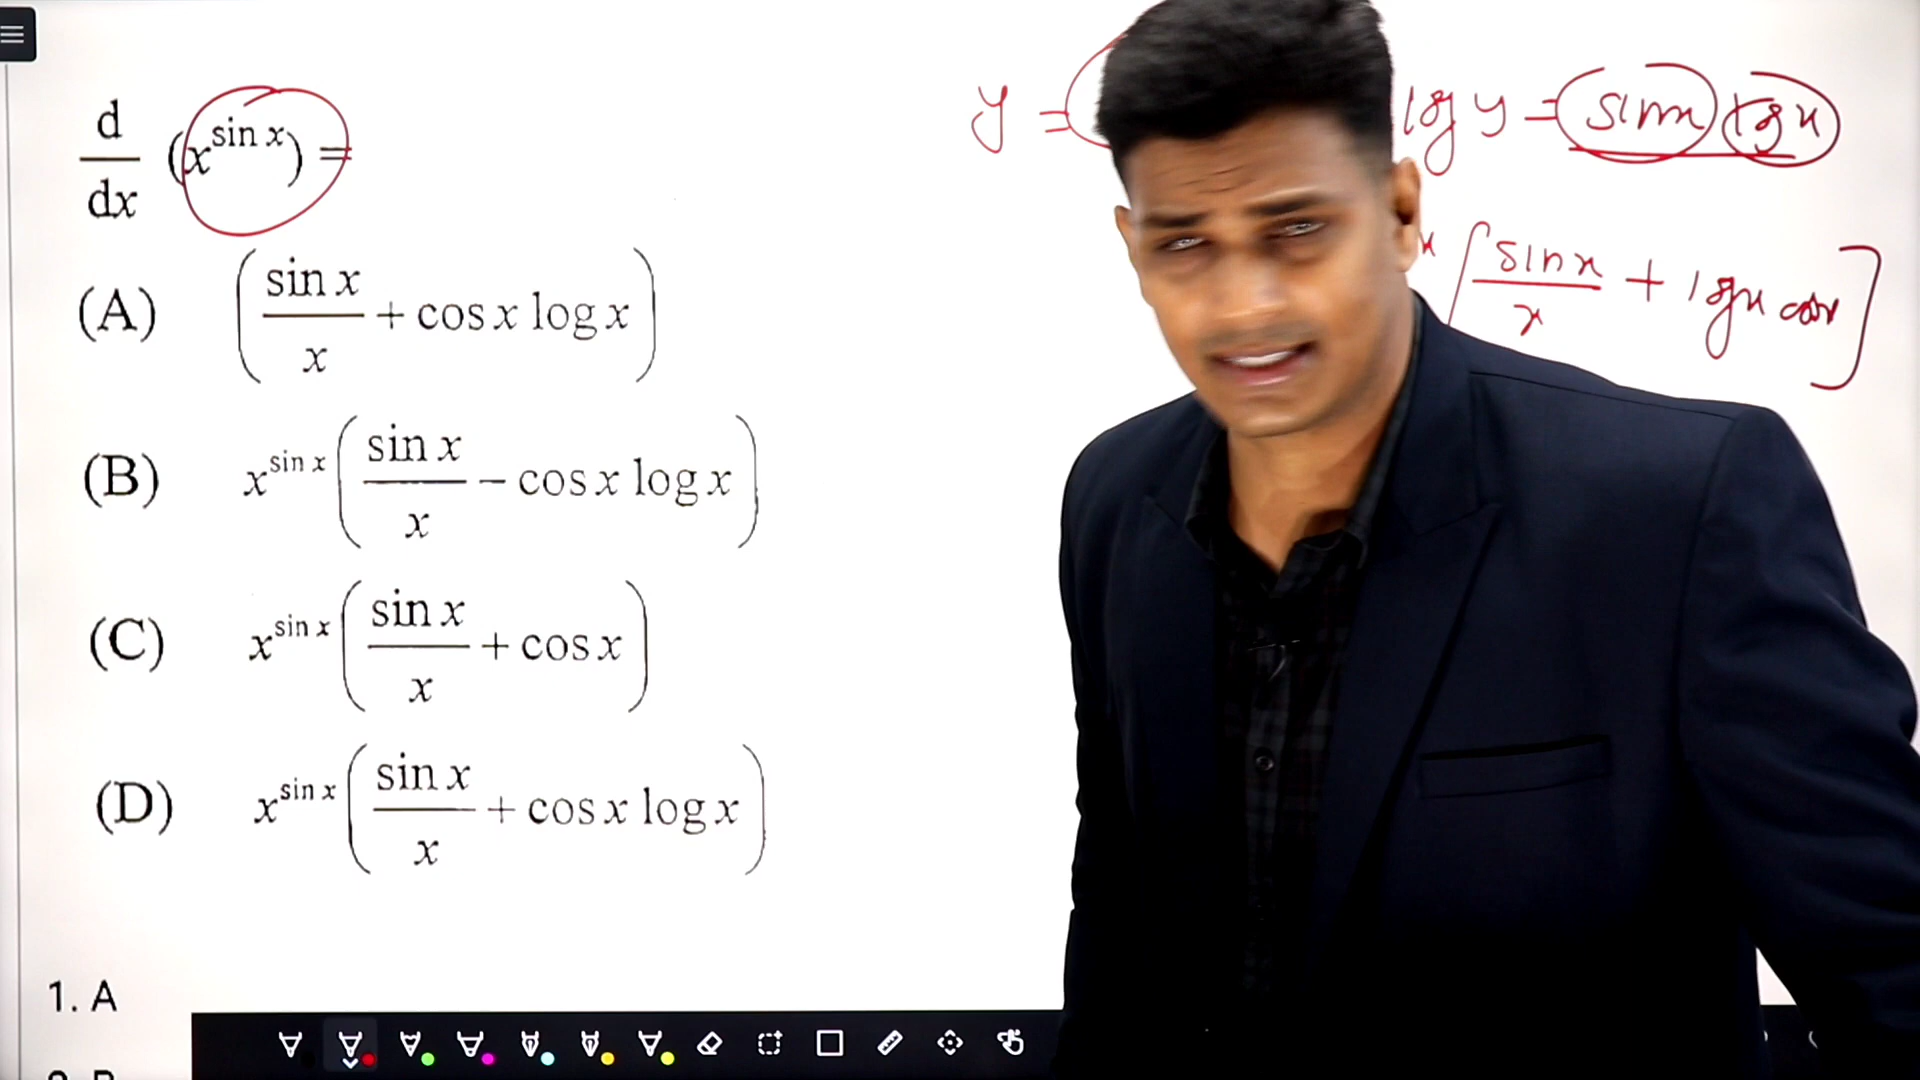 d/dx (x^sin x) =
(A) (sin x/x + cos x log x)
(B) x^sin x (sin x/x − cos x log x)
(C) x^sin x (sin x/x + cos x)
(D) x^sin x (sin x/x + cos x log x)
1. A
y =
log y = sinx logx
x [sinx/x + logx cosx]